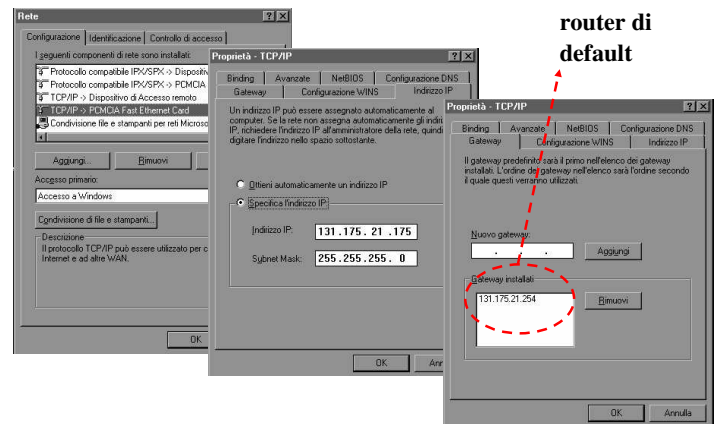 router di
default
Rete
Configurazione Identificazione Controllo di accesso
I seguenti componenti di rete sono installati:
Protocollo compatibile IPX/SPX -> Dispositiv
Protocollo compatibile IPX/SPX -> PCMCIA
TCP/IP -> Dispositivo di Accesso remoto
TCP/IP -> PCMCIA Fast Ethernet Card
Condivisione file e stampanti per reti Microso
Aggiungi... Rimuovi
Accesso primario:
Accesso a Windows
Condivisione di file e stampanti...
Descrizione
Il protocollo TCP/IP può essere utilizzato per c
Internet e ad altre WAN.
OK
Proprietà - TCP/IP
Binding Avanzate NetBIOS Configurazione DNS
Gateway Configurazione WINS Indirizzo IP
Un indirizzo IP può essere assegnato automaticamente al
computer. Se la rete non assegna automaticamente gli indiri
IP, richiedere l'indirizzo IP all'amministratore della rete, quindi
digitare l'indirizzo nello spazio sottostante.
Ottieni automaticamente un indirizzo IP
Specifica l'indirizzo IP:
Indirizzo IP: 131.175. 21 .175
Subnet Mask: 255.255.255. 0
OK Ann
Proprietà - TCP/IP
Binding Avanzate NetBIOS Configurazione DNS
Gateway Configurazione WINS Indirizzo IP
Il gateway predefinito sarà il primo nell'elenco dei gateway
installati. L'ordine dei gateway nell'elenco sarà l'ordine secondo
il quale questi verranno utilizzati.
Nuovo gateway:
. . . Aggiungi
Gateway installati
131.175.21.254 Rimuovi
OK Annulla